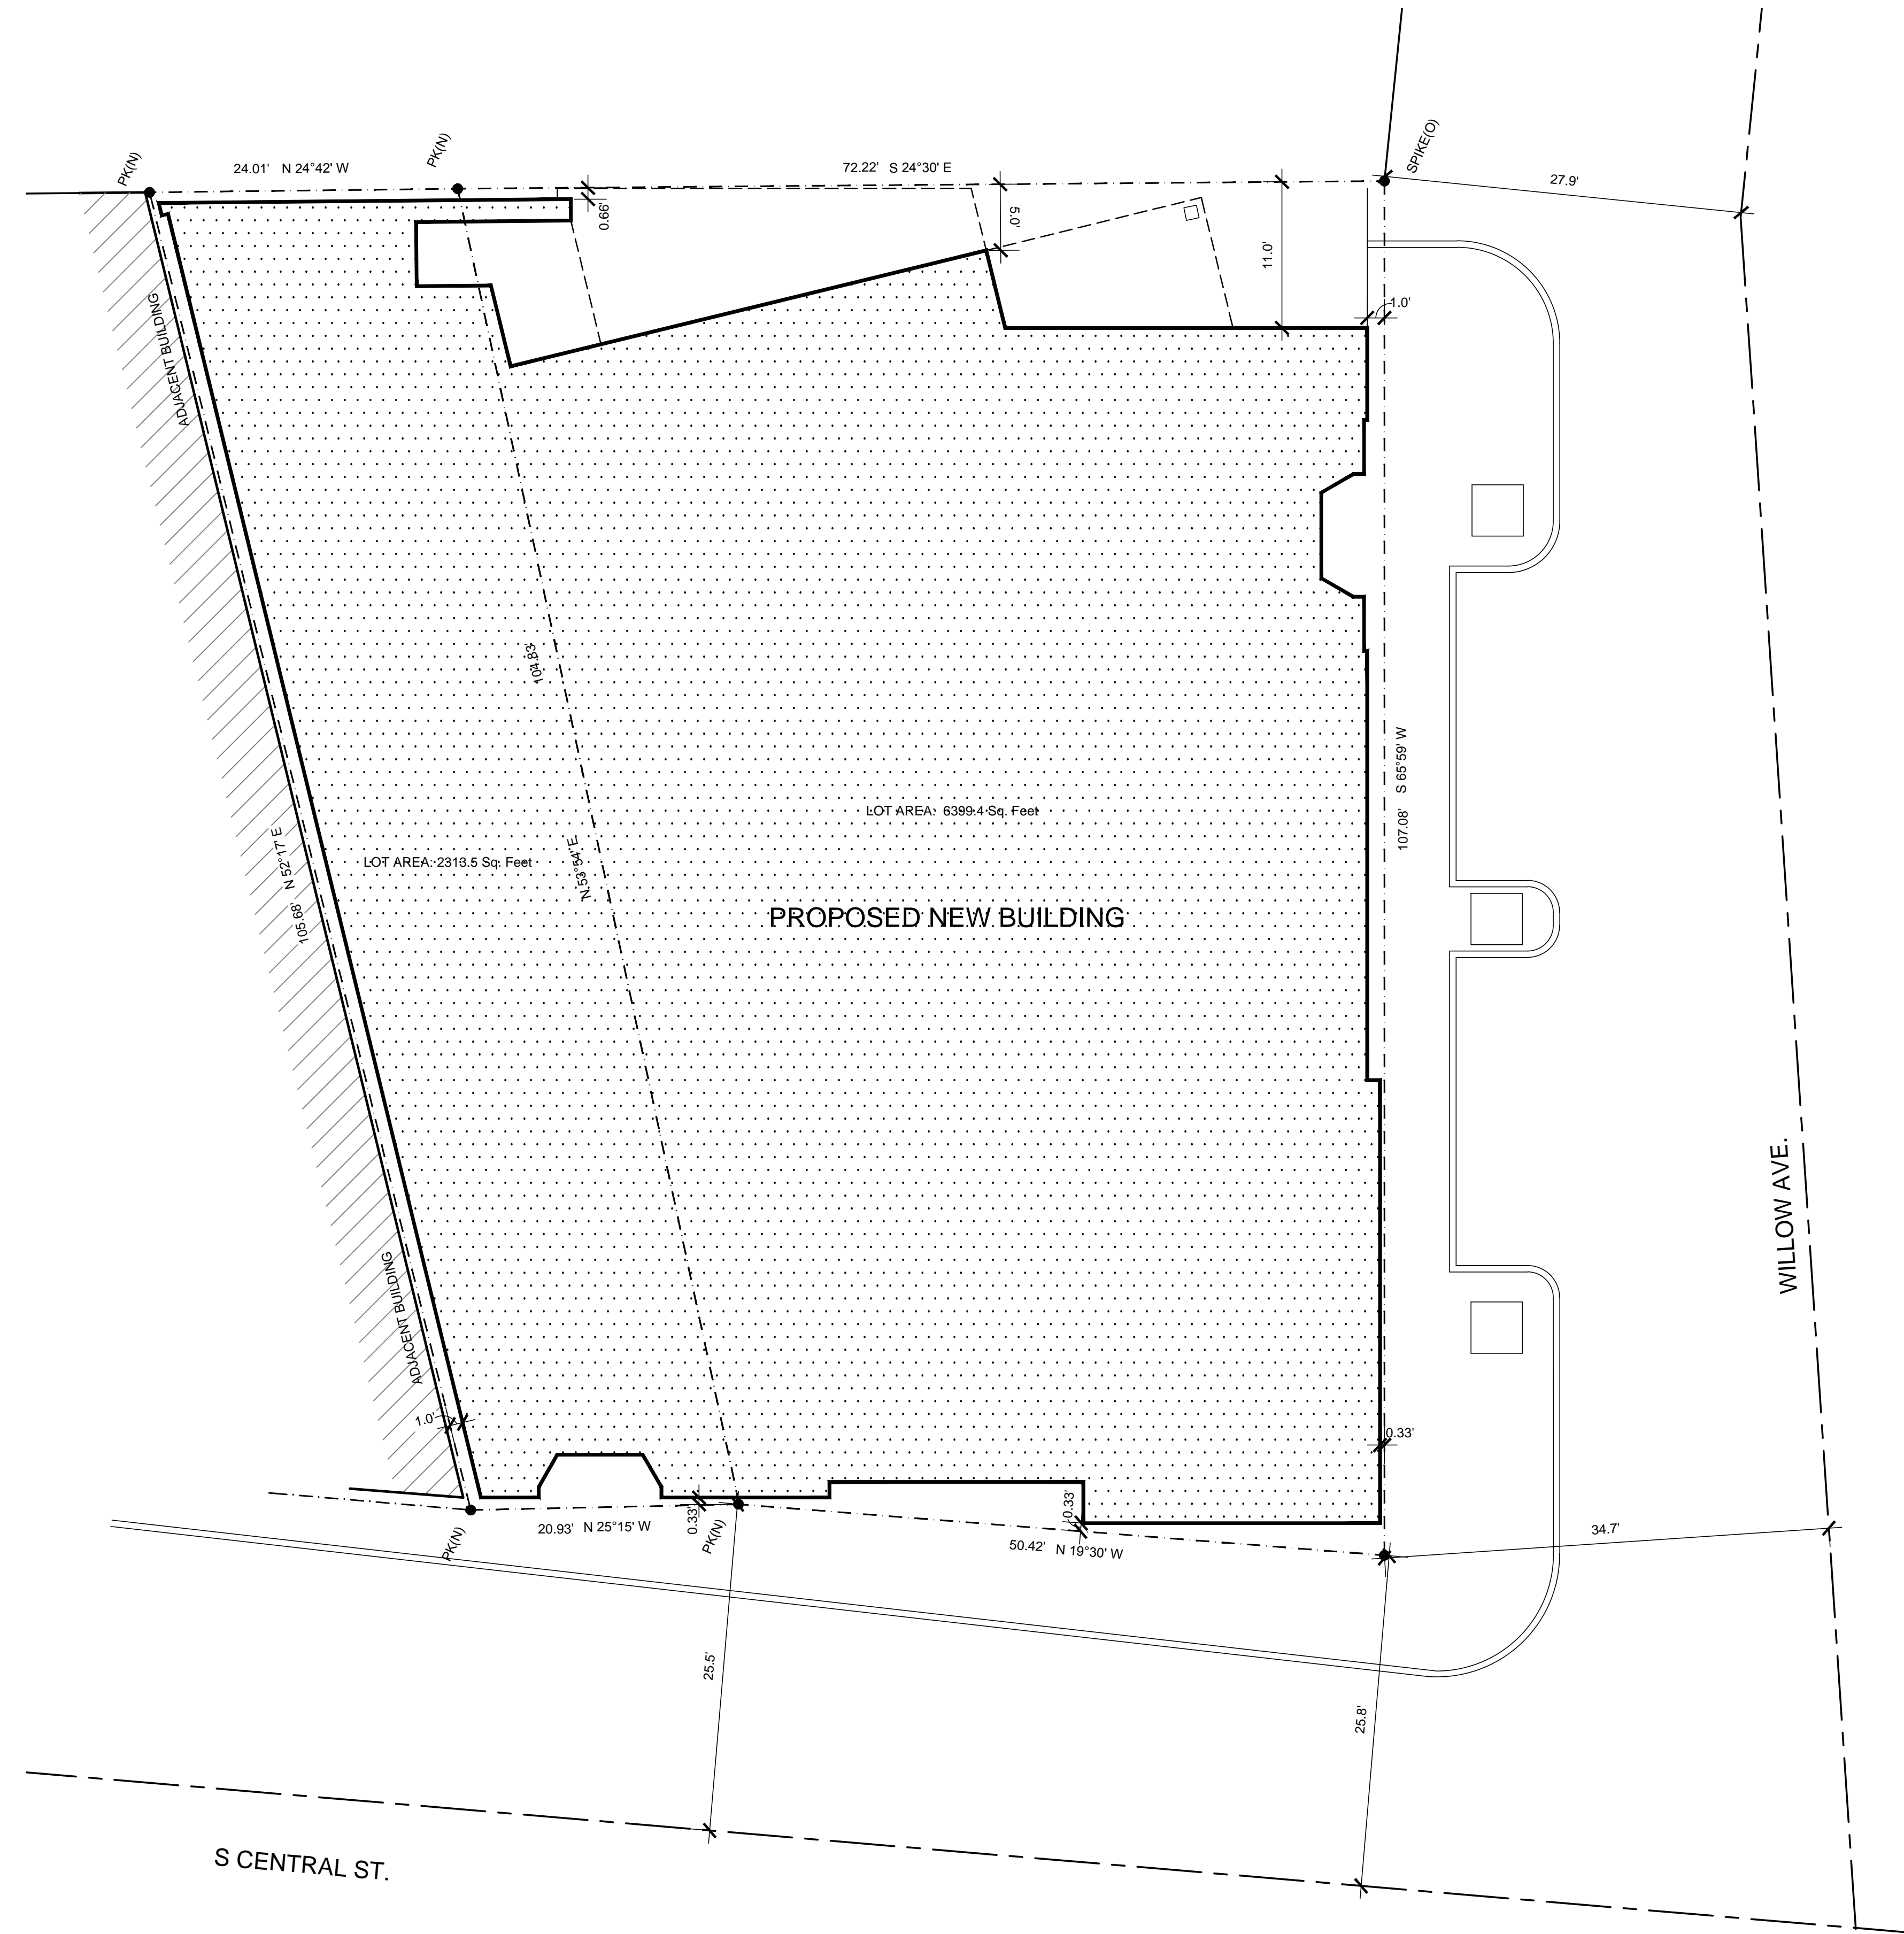 PK(N)
24.01' N 24°42' W
PK(N)
72.22' S 24°30' E
SPIKE(O)
27.9'
0.66'
5.0'
11.0'
1.0'
ADJACENT BUILDING
104.83'
107.08' S 65°59' W
LOT AREA: 6399.4 Sq. Feet
LOT AREA: 2313.5 Sq. Feet
N 53°54' E
105.68' N 52°17' E
PROPOSED NEW BUILDING
WILLOW AVE.
ADJACENT BUILDING
1.0'
0.33'
0.33'
0.33'
PK(N)
20.93' N 25°15' W
PK(N)
50.42' N 19°30' W
34.7'
25.5'
25.8'
S CENTRAL ST.